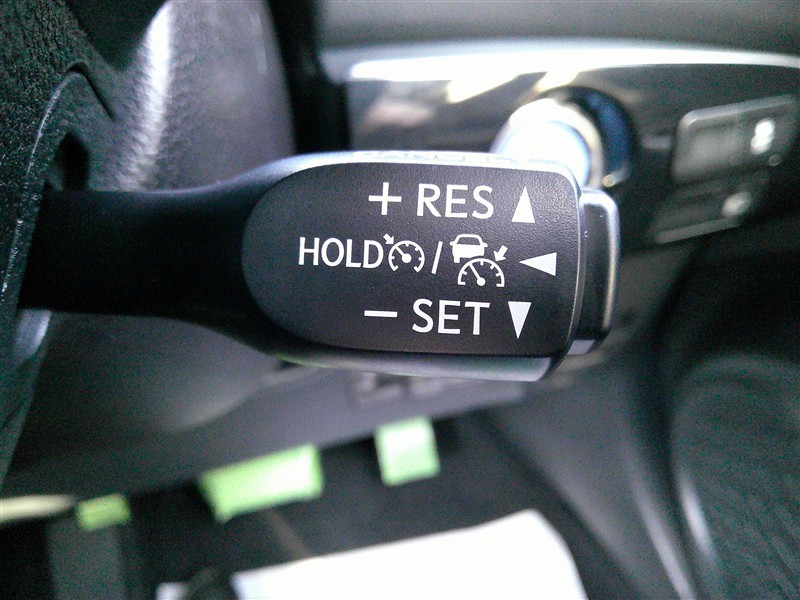 + RES
HOLD /
− SET